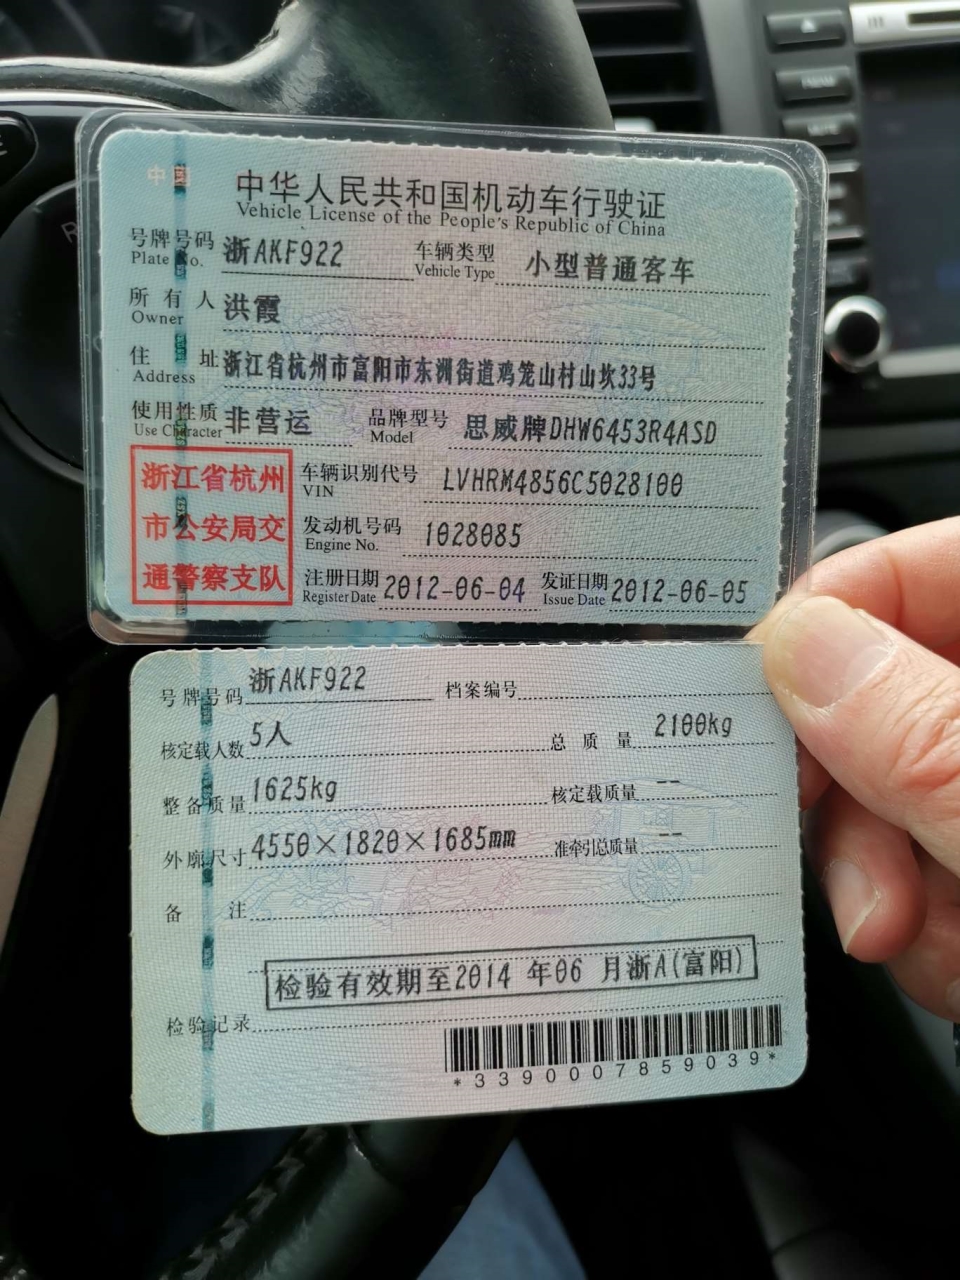 中国
中华人民共和国机动车行驶证
Vehicle License of the People's Republic of China
号牌号码 浙AKF922 车辆类型 小型普通客车
Plate No. Vehicle Type
所有人 洪霞
Owner
住址 浙江省杭州市富阳市东洲街道鸡笼山村山坎33号
Address
使用性质 非营运 品牌型号 思威牌DHW6453R4ASD
Use Character Model
浙江省杭州
市公安局交
通警察支队
车辆识别代号 LVHRM4856C5028100
VIN
发动机号码 1028085
Engine No.
注册日期 2012-06-04 发证日期 2012-06-05
Register Date Issue Date
号牌号码 浙AKF922 档案编号
核定载人数 5人 总质量 2100kg
整备质量 1625kg 核定载质量 --
外廓尺寸 4550×1820×1685mm 准牵引总质量 --
备注
检验有效期至2014 年06 月浙A(富阳)
检验记录
*3390007859039*